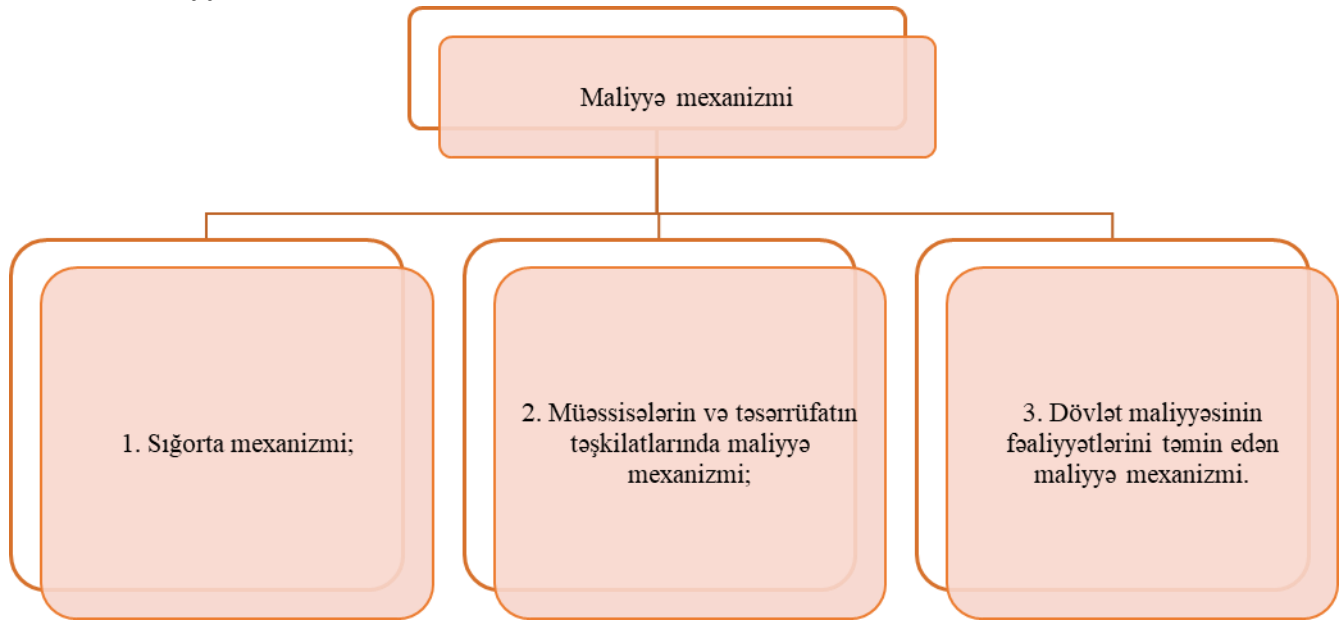 Maliyyə mexanizmi
1. Sığorta mexanizmi;
2. Müəssisələrin və təsərrüfatın
təşkilatlarında maliyyə
mexanizmi;
3. Dövlət maliyyəsinin
fəaliyyətlərini təmin edən
maliyyə mexanizmi.